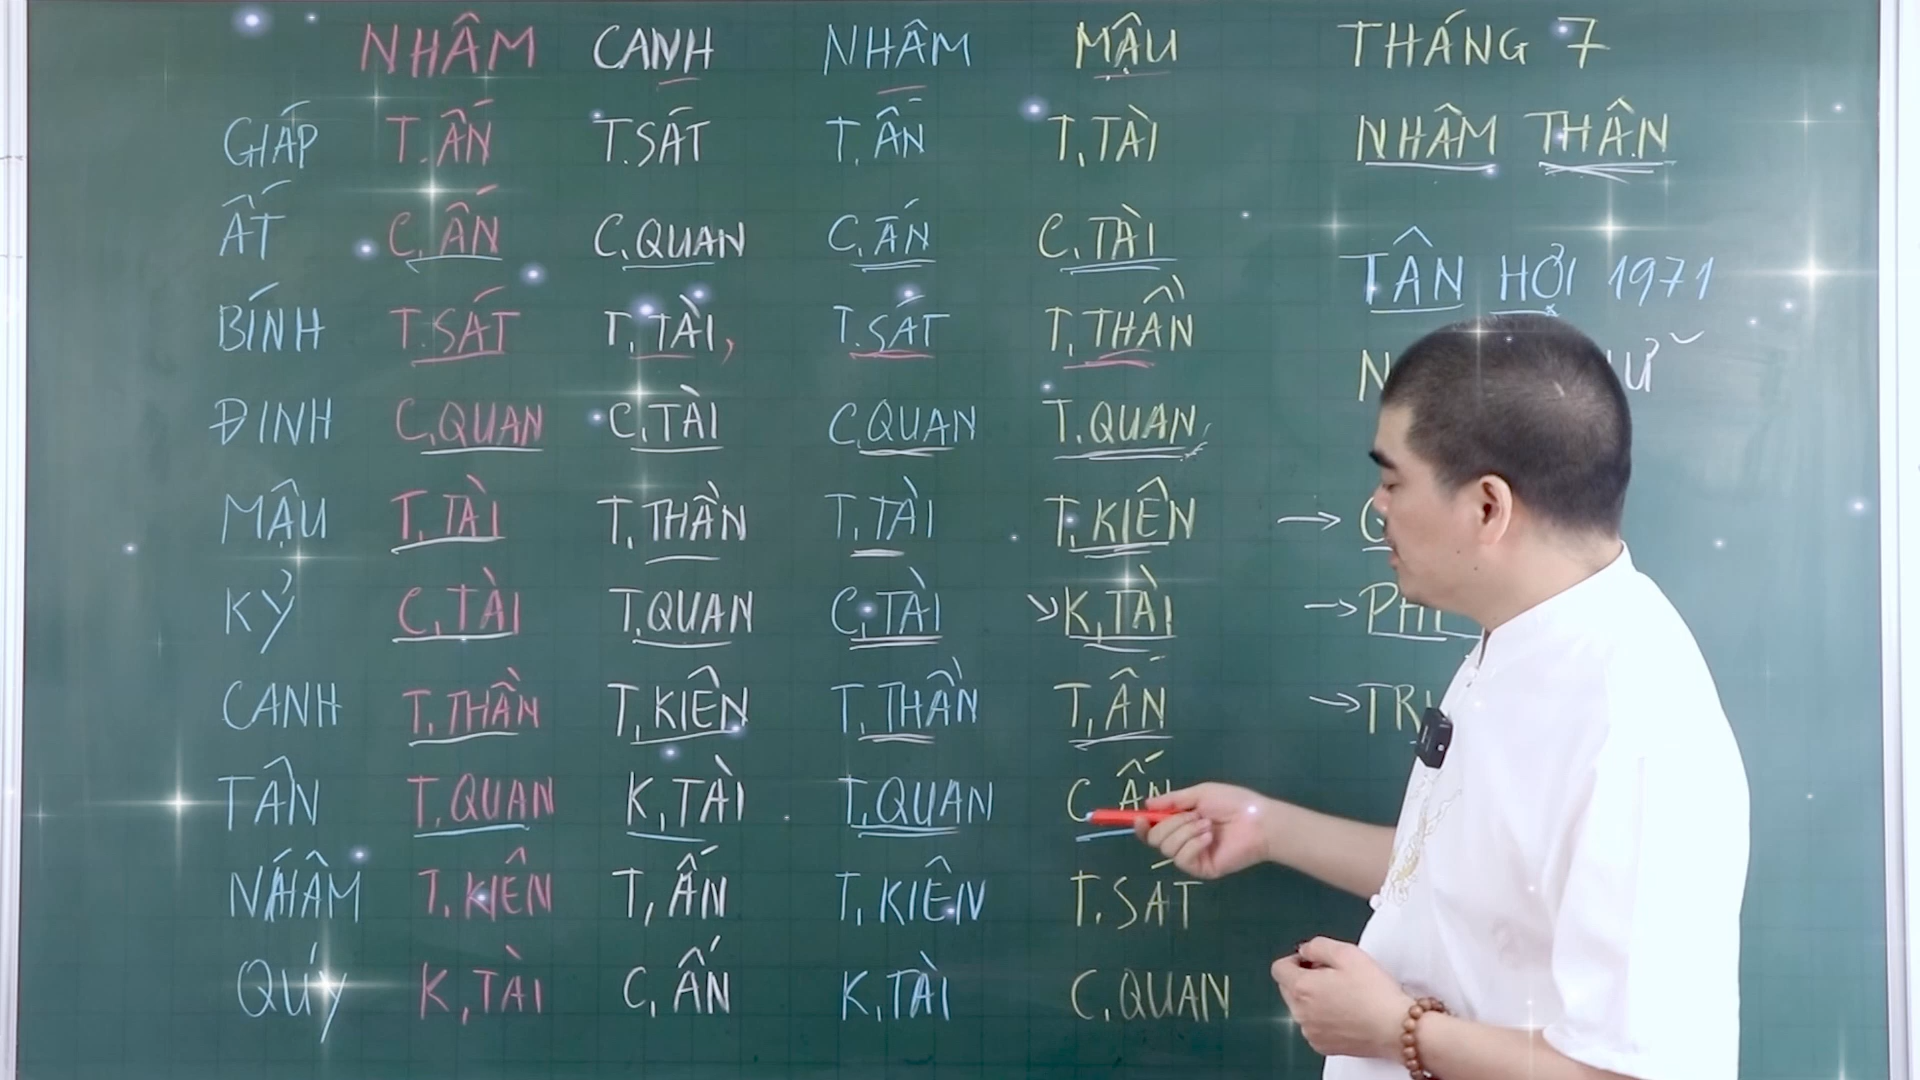 NHÂM CANH NHÂM MẬU THÁNG 7
GIÁP T.ẤN T.SÁT T.ẤN T.TÀI NHÂM THÂN
ẤT C.ẤN C.QUAN C.ẤN C.TÀI TÂN HỢI 1971
BÍNH T.SÁT T.TÀI, T.SÁT T.THẦN
ĐINH C.QUAN C.TÀI C.QUAN T.QUAN
MẬU T.TÀI T.THẦN T.TÀI T.KIÊN →
KỶ C.TÀI T.QUAN C.TÀI K.TÀI →
CANH T.THẦN T.KIÊN T.THẦN T.ẤN →
TÂN T.QUAN K.TÀI T.QUAN C.ẤN
NHÂM T.KIÊN T.ẤN T.KIÊN T.SÁT
QUÝ K.TÀI C.ẤN K.TÀI C.QUAN